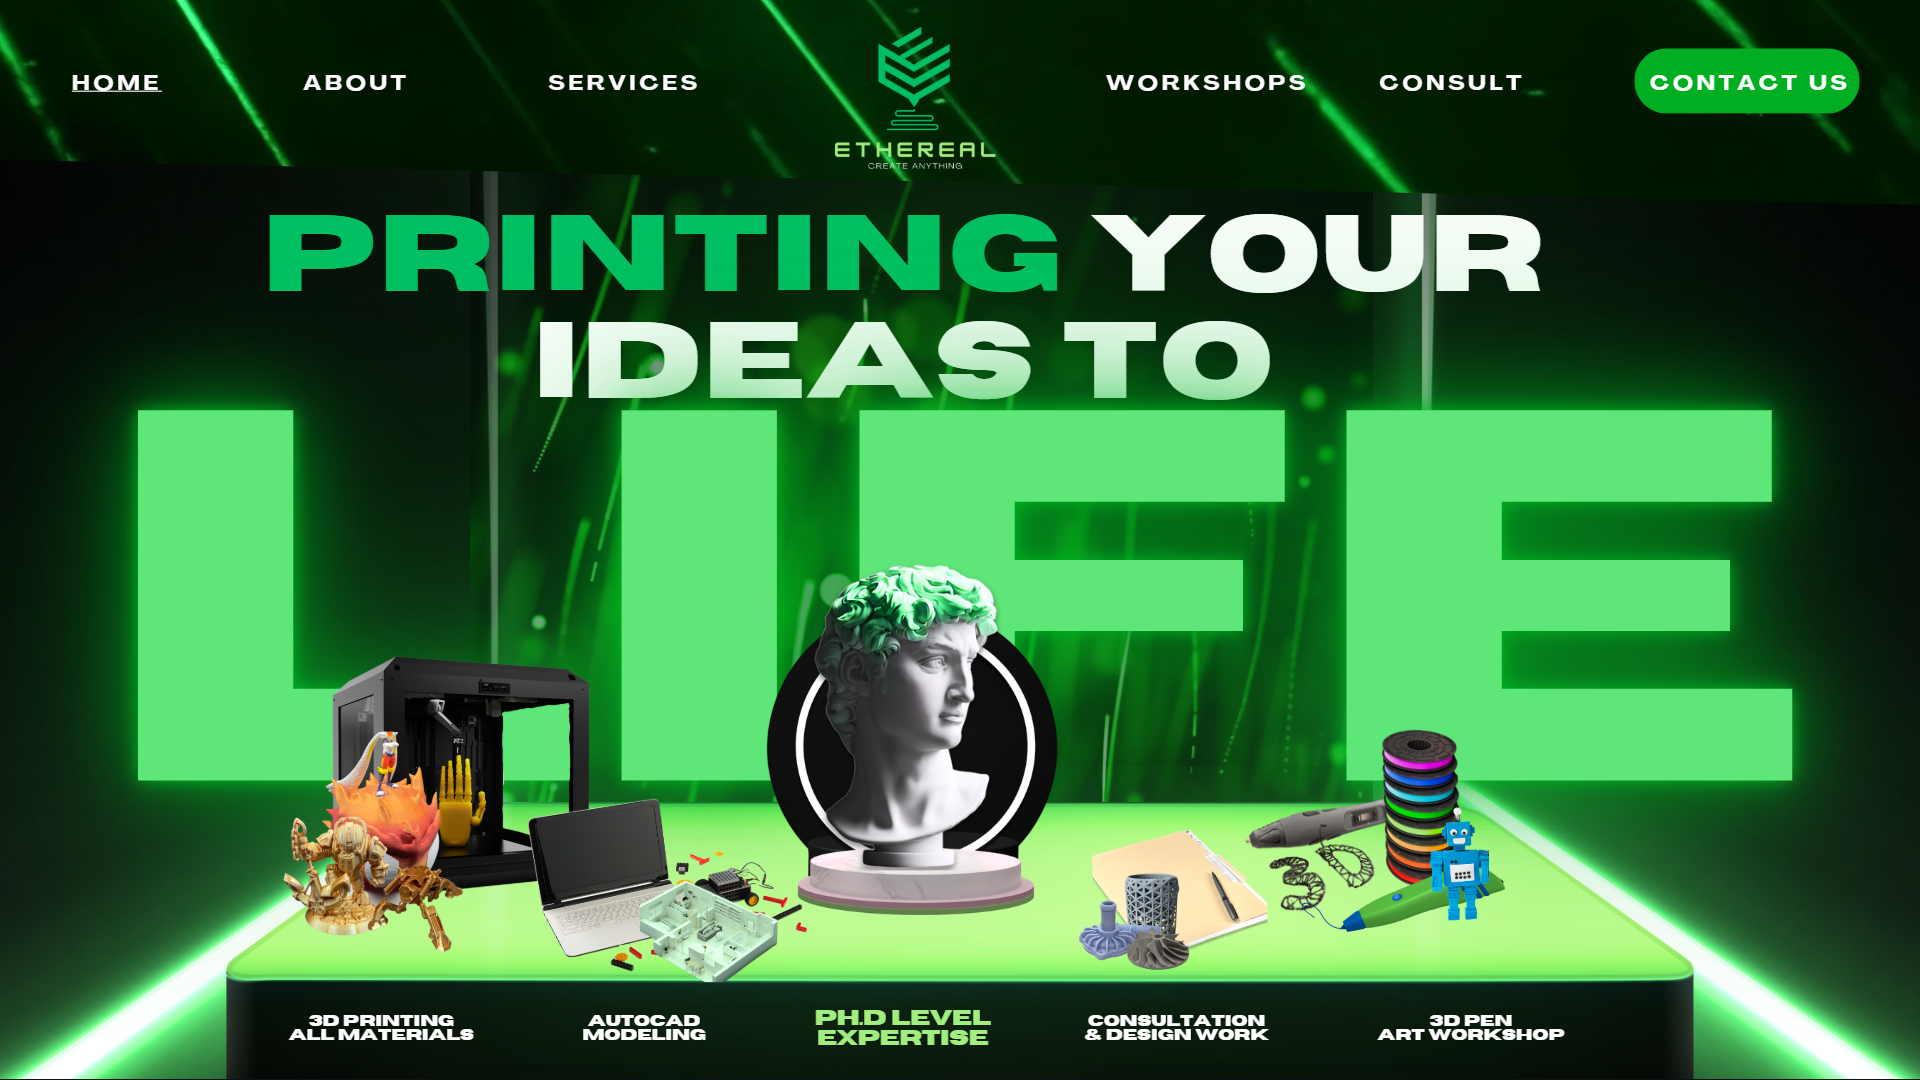 HOME
ABOUT
SERVICES
ETHEREAL
CREATE ANYTHING
WORKSHOPS
CONSULT
CONTACT US
PRINTING YOUR
IDEAS TO
LIFE
3D
3D PRINTING
ALL MATERIALS
AUTOCAD
MODELING
PH.D LEVEL
EXPERTISE
CONSULTATION
& DESIGN WORK
3D PEN
ART WORKSHOP